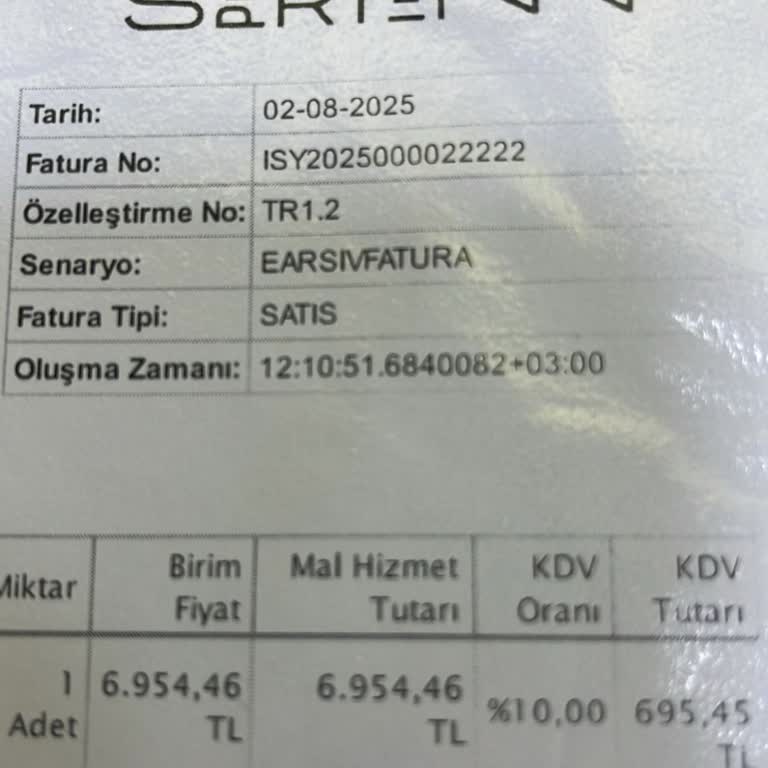 Tarih: 02-08-2025
Fatura No: ISY2025000022222
Özelleştirme No: TR1.2
Senaryo: EARSIVFATURA
Fatura Tipi: SATIS
Oluşma Zamanı: 12:10:51.6840082+03:00
Miktar Birim Fiyat Mal Hizmet Tutarı KDV Oranı KDV Tutarı
1 Adet 6.954,46 TL 6.954,46 TL %10,00 695,45 TL